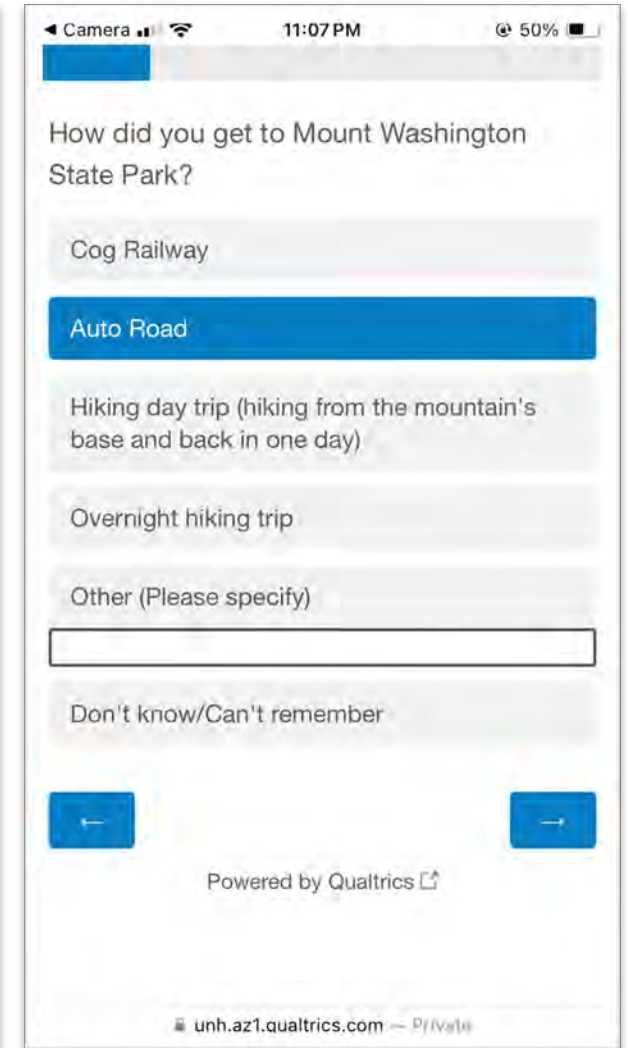 ◄ Camera 11:07 PM 50%
How did you get to Mount Washington
State Park?
Cog Railway
Auto Road
Hiking day trip (hiking from the mountain's
base and back in one day)
Overnight hiking trip
Other (Please specify)
Don't know/Can't remember
← →
Powered by Qualtrics
unh.az1.qualtrics.com — Private